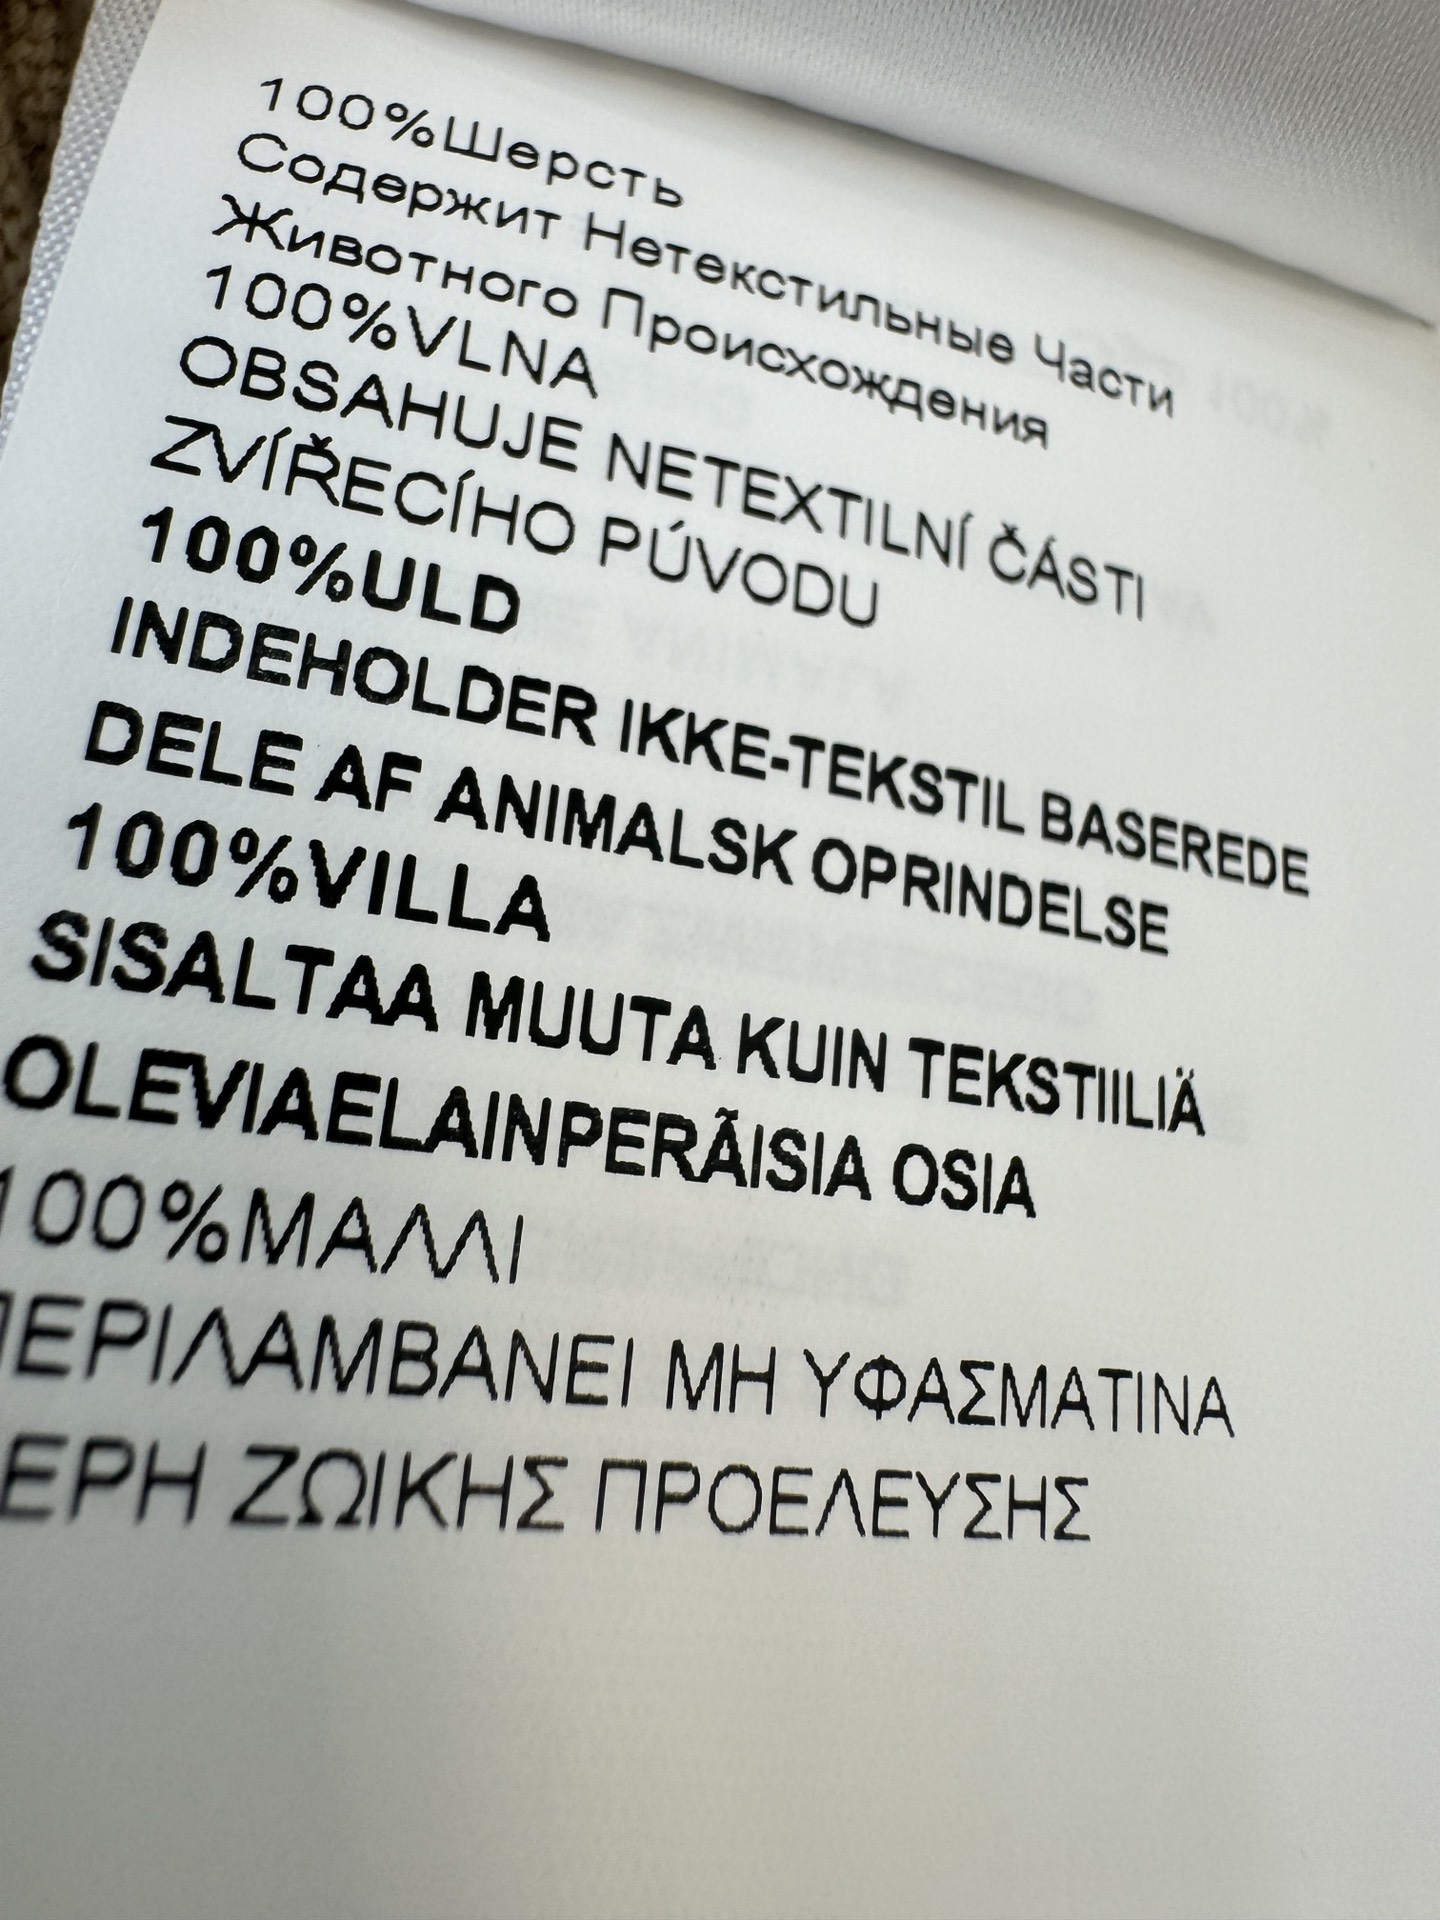 100%Шерсть
Содержит Нетекстильные Части
Животного Происхождения
100%VLNA
OBSAHUJE NETEXTILNÍ ČÁSTI
ZVÍŘECÍHO PÚVODU
100%ULD
INDEHOLDER IKKE-TEKSTIL BASEREDE
DELE AF ANIMALSK OPRINDELSE
100%VILLA
SISALTAA MUUTA KUIN TEKSTIILIÄ
OLEVIAELAINPERÃISIA OSIA
100%ΜΑΛΛΙ
ΠΕΡΙΛΑΜΒΑΝΕΙ ΜΗ ΥΦΑΣΜΑΤΙΝΑ
ΕΡΗ ΖΩΙΚΗΣ ΠΡΟΕΛΕΥΣΗΣ